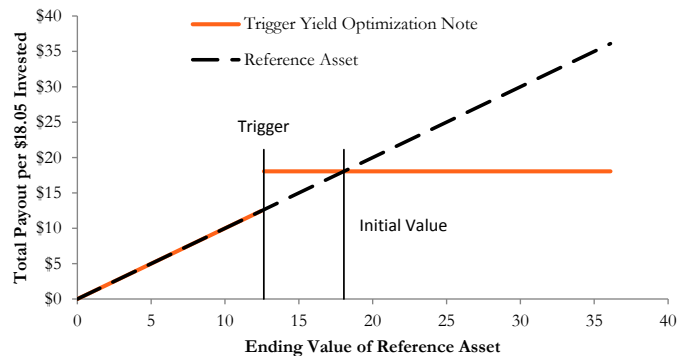 Trigger Yield Optimization Note
Reference Asset
Total Payout per $18.05 Invested
$40
$35
$30
$25
$20
$15
$10
$5
$0
Trigger
Initial Value
0 5 10 15 20 25 30 35 40
Ending Value of Reference Asset